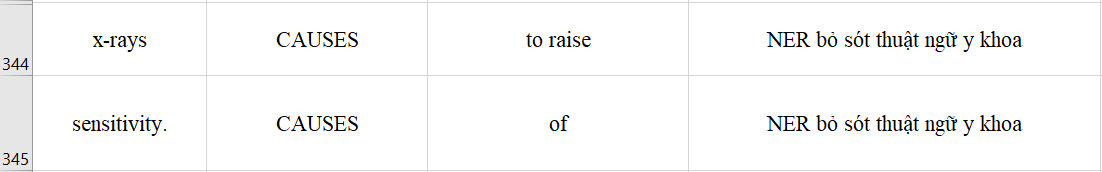 344 x-rays CAUSES to raise NER bỏ sót thuật ngữ y khoa
345 sensitivity. CAUSES of NER bỏ sót thuật ngữ y khoa